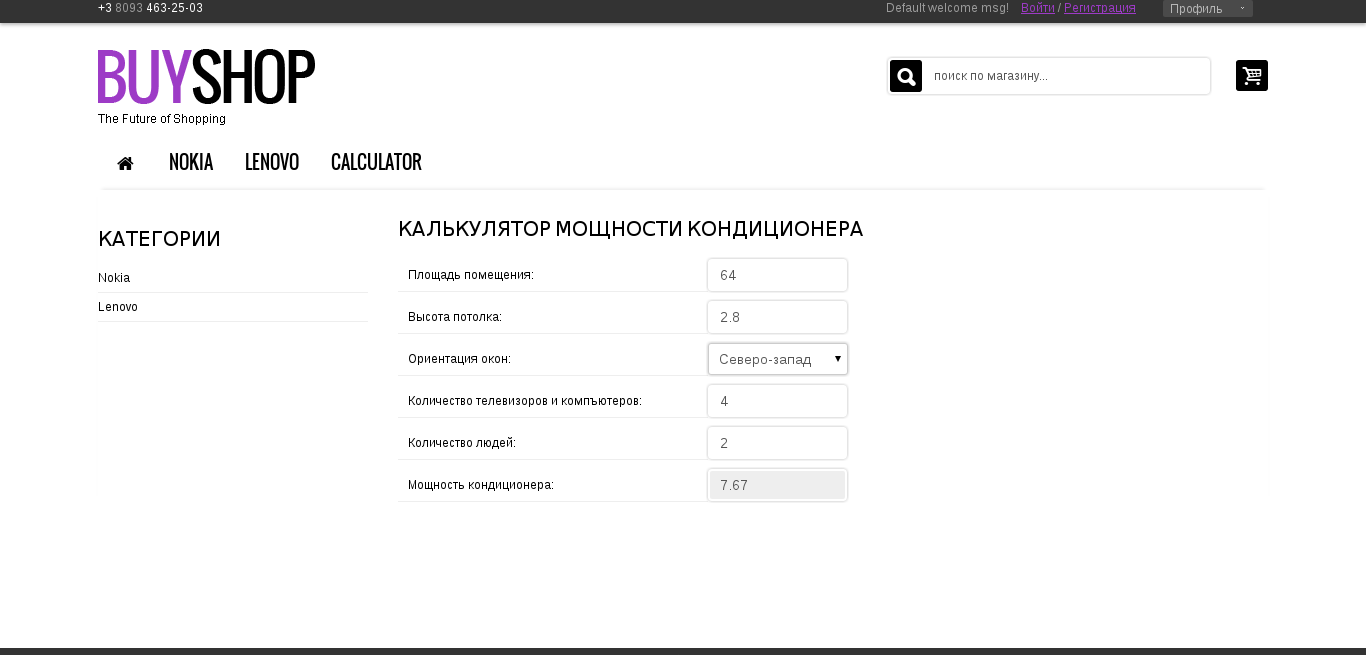 +3 8093 463-25-03
Default welcome msg! Войти / Регистрация Профиль
BUYSHOP
The Future of Shopping
поиск по магазину...
NOKIA LENOVO CALCULATOR
КАТЕГОРИИ
Nokia
Lenovo
КАЛЬКУЛЯТОР МОЩНОСТИ КОНДИЦИОНЕРА
Площадь помещения: 64
Высота потолка: 2.8
Ориентация окон: Северо-запад
Количество телевизоров и компъютеров: 4
Количество людей: 2
Мощность кондиционера: 7.67